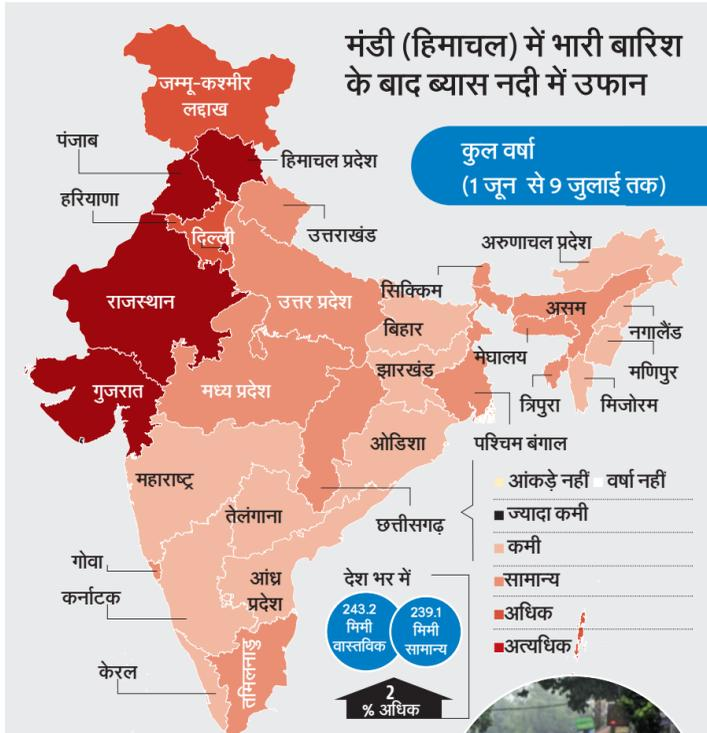 मंडी (हिमाचल) में भारी बारिश
के बाद ब्यास नदी में उफान
कुल वर्षा
(1 जून से 9 जुलाई तक)
जम्मू-कश्मीर
लद्दाख
पंजाब
हिमाचल प्रदेश
हरियाणा
दिल्ली
उत्तराखंड
अरुणाचल प्रदेश
सिक्किम
राजस्थान
उत्तर प्रदेश
असम
बिहार
नगालैंड
मेघालय
झारखंड
मणिपुर
गुजरात
मध्य प्रदेश
त्रिपुरा
मिजोरम
ओडिशा
पश्चिम बंगाल
महाराष्ट्र
तेलंगाना
छत्तीसगढ़
गोवा
कर्नाटक
आंध्र
प्रदेश
केरल
तमिलनाडु
आंकड़े नहीं वर्षा नहीं
ज्यादा कमी
कमी
सामान्य
अधिक
अत्यधिक
देश भर में
243.2
मिमी
वास्तविक
239.1
मिमी
सामान्य
2
% अधिक